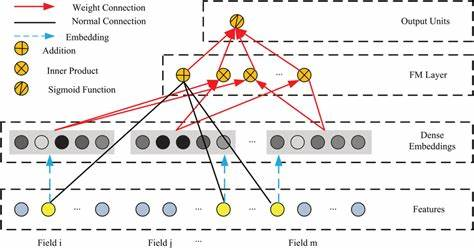 Weight Connection
Normal Connection
Embedding
Addition
Inner Product
Sigmoid Function
Output Units
...
FM Layer
Dense
Embeddings
...
...
...
Features
Field i
Field j
...
Field m